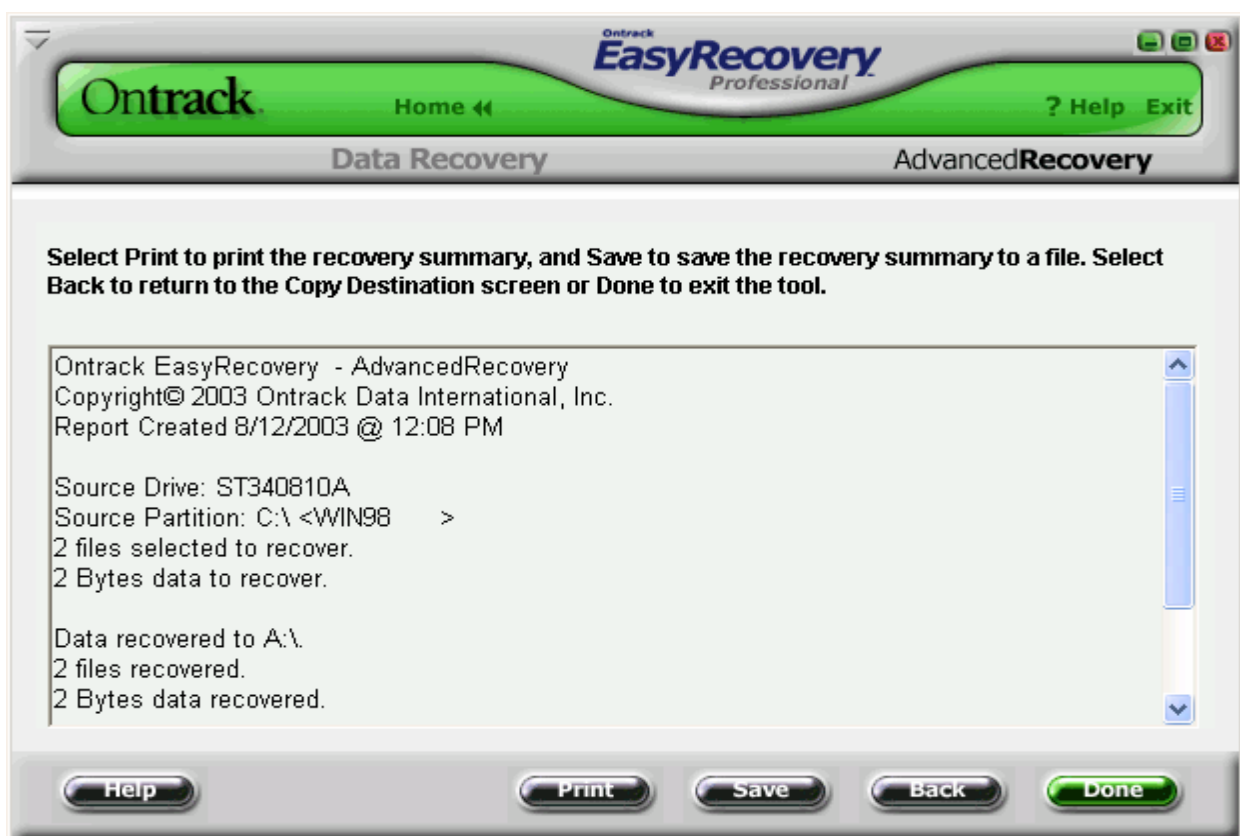 Ontrack
EasyRecovery
Professional
Ontrack. Home ? Help Exit
Data Recovery AdvancedRecovery
Select Print to print the recovery summary, and Save to save the recovery summary to a file. Select
Back to return to the Copy Destination screen or Done to exit the tool.
Ontrack EasyRecovery - AdvancedRecovery
Copyright© 2003 Ontrack Data International, Inc.
Report Created 8/12/2003 @ 12:08 PM
Source Drive: ST340810A
Source Partition: C:\ <WIN98 >
2 files selected to recover.
2 Bytes data to recover.
Data recovered to A:\.
2 files recovered.
2 Bytes data recovered.
Help Print Save Back Done